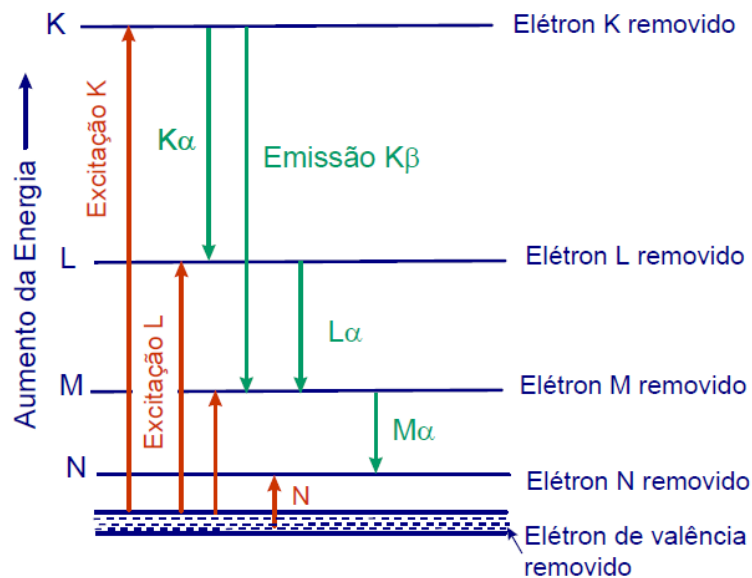 K
Elétron K removido
Aumento da Energia
Excitação K
Kα
Emissão Kβ
L
Elétron L removido
Excitação L
Lα
M
Elétron M removido
Mα
N
Elétron N removido
N
Elétron de valência
removido